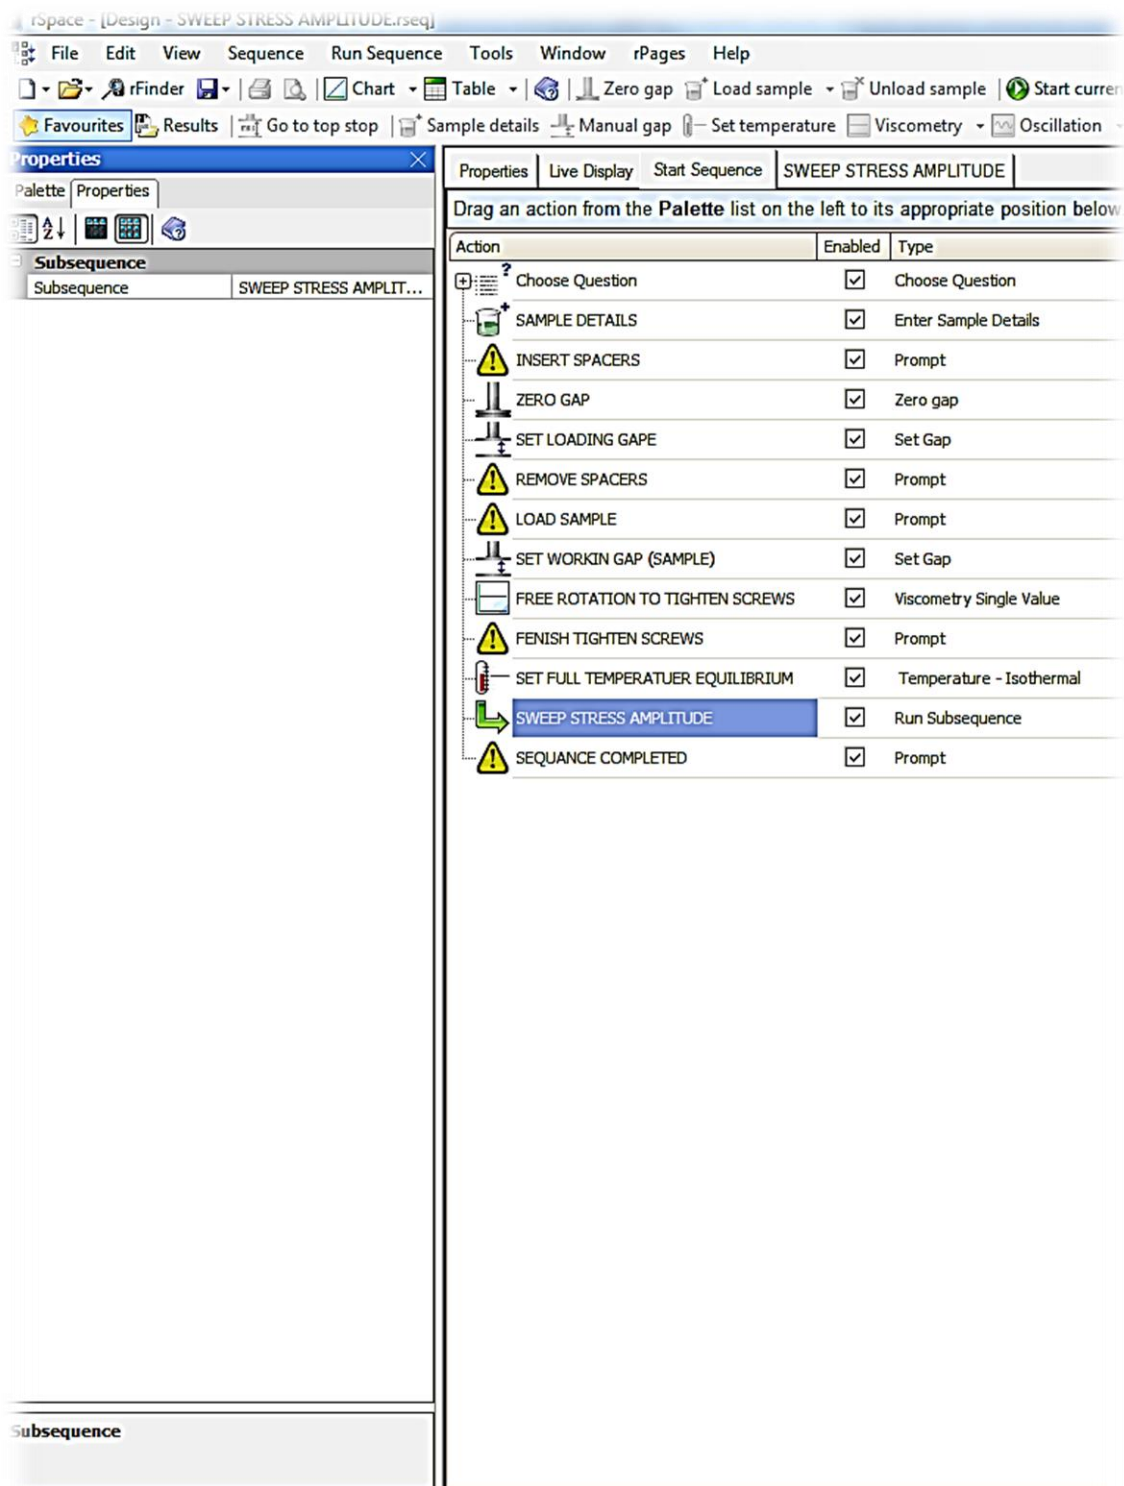 rSpace - [Design - SWEEP STRESS AMPLITUDE.rseq]
File Edit View Sequence Run Sequence Tools Window rPages Help
rFinder Chart Table Zero gap Load sample Unload sample Start curren
Favourites Results Go to top stop Sample details Manual gap Set temperature Viscometry Oscillation
Properties
Palette Properties
Subsequence
Subsequence SWEEP STRESS AMPLIT...
Properties Live Display Start Sequence SWEEP STRESS AMPLITUDE
Drag an action from the Palette list on the left to its appropriate position below
Action Enabled Type
Choose Question Choose Question
SAMPLE DETAILS Enter Sample Details
INSERT SPACERS Prompt
ZERO GAP Zero gap
SET LOADING GAPE Set Gap
REMOVE SPACERS Prompt
LOAD SAMPLE Prompt
SET WORKIN GAP (SAMPLE) Set Gap
FREE ROTATION TO TIGHTEN SCREWS Viscometry Single Value
FENISH TIGHTEN SCREWS Prompt
SET FULL TEMPERATUER EQUILIBRIUM Temperature - Isothermal
SWEEP STRESS AMPLITUDE Run Subsequence
SEQUANCE COMPLETED Prompt
Subsequence